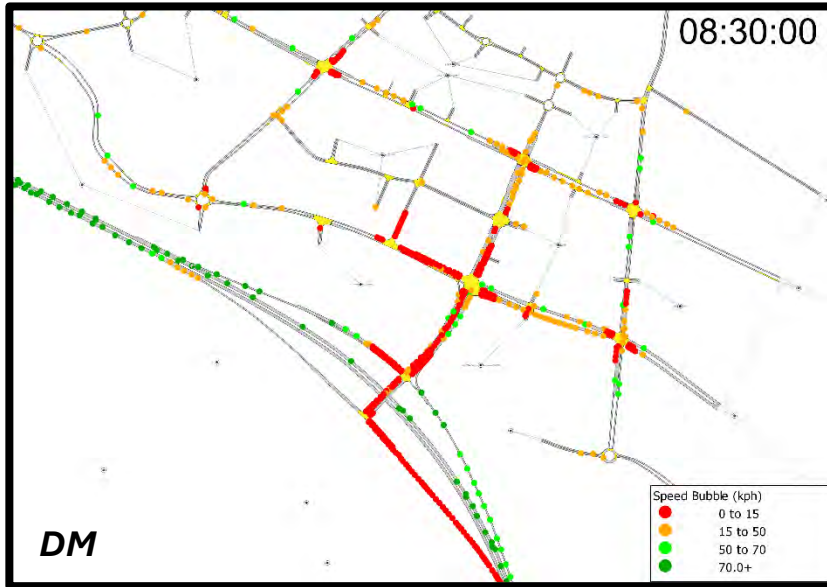 08:30:00
Speed Bubble (kph)
0 to 15
15 to 50
50 to 70
70.0+
DM